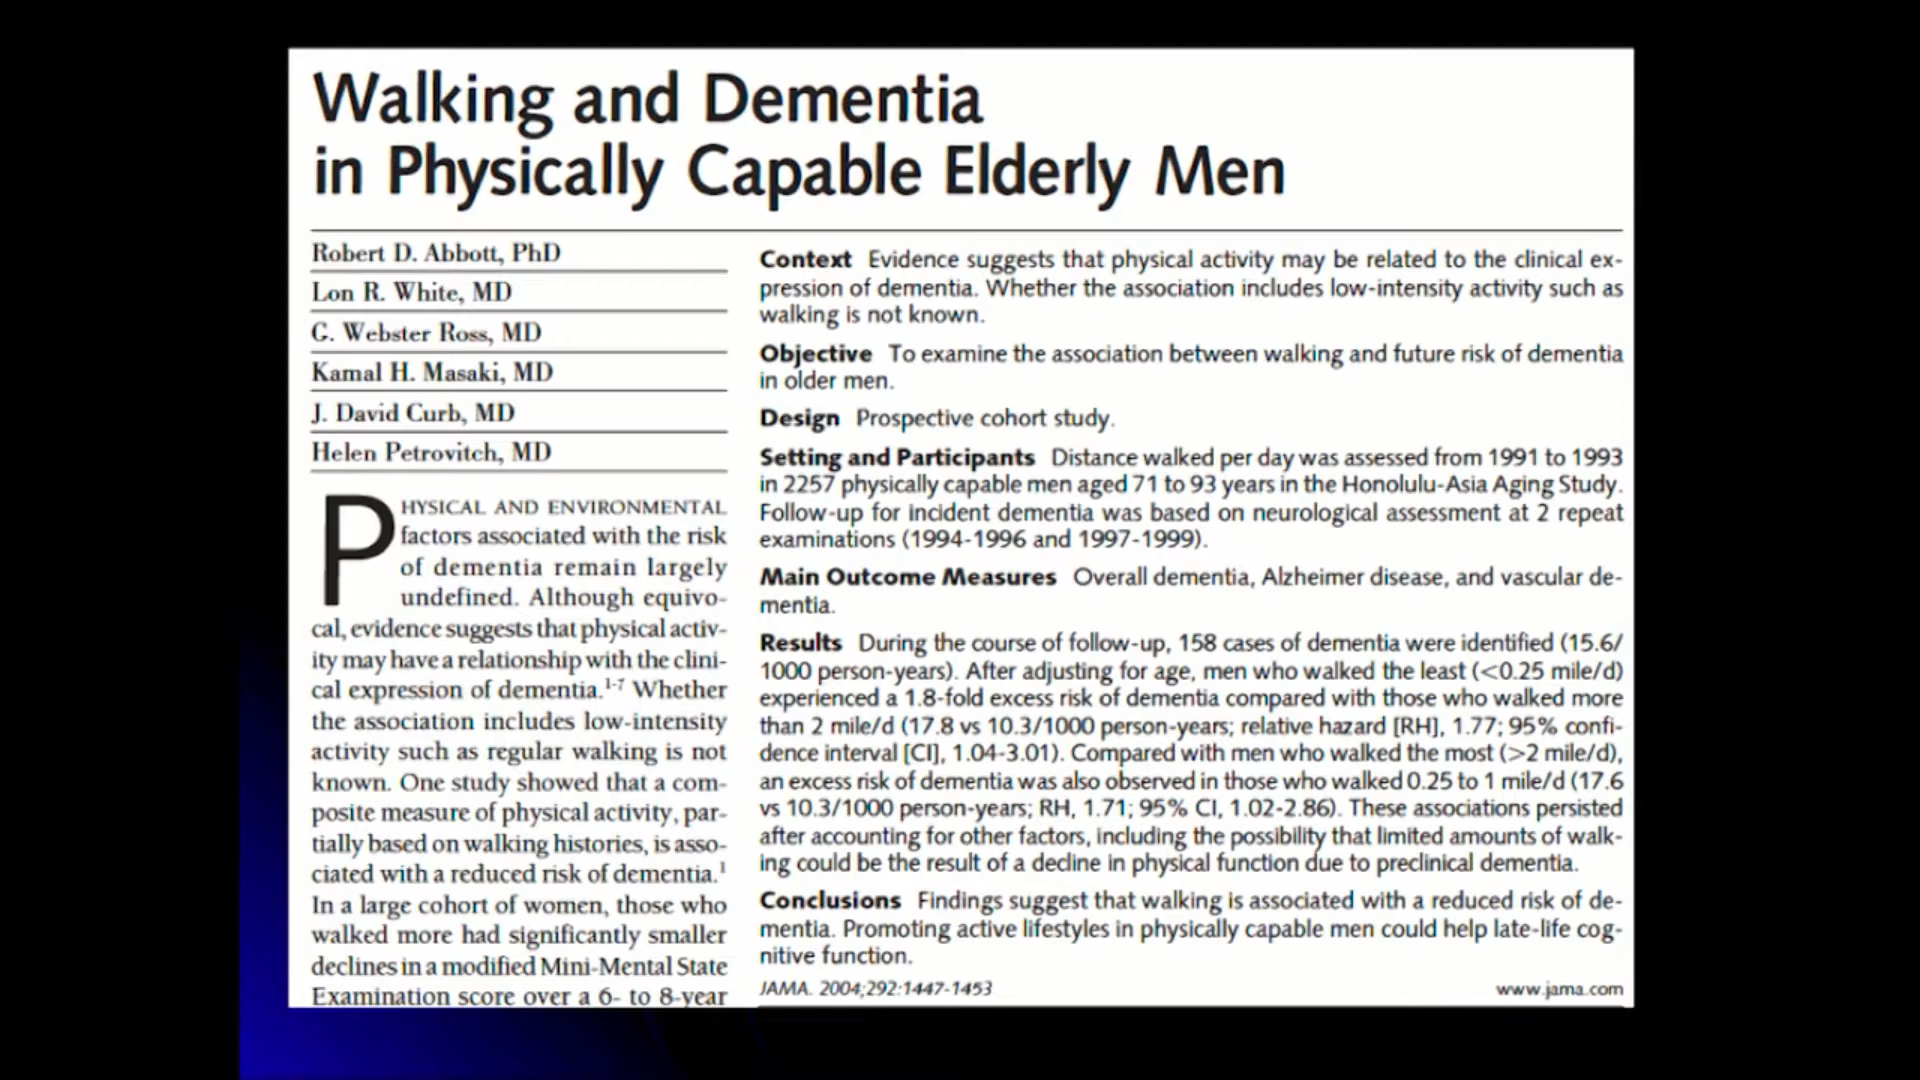 Walking and Dementia
in Physically Capable Elderly Men
Robert D. Abbott, PhD
Lon R. White, MD
G. Webster Ross, MD
Kamal H. Masaki, MD
J. David Curb, MD
Helen Petrovitch, MD
PHYSICAL AND ENVIRONMENTAL
factors associated with the risk
of dementia remain largely
undefined. Although equivo-
cal, evidence suggests that physical activ-
ity may have a relationship with the clini-
cal expression of dementia.1-7 Whether
the association includes low-intensity
activity such as regular walking is not
known. One study showed that a com-
posite measure of physical activity, par-
tially based on walking histories, is asso-
ciated with a reduced risk of dementia.1
In a large cohort of women, those who
walked more had significantly smaller
declines in a modified Mini-Mental State
Examination score over a 6- to 8-year
Context Evidence suggests that physical activity may be related to the clinical ex-
pression of dementia. Whether the association includes low-intensity activity such as
walking is not known.
Objective To examine the association between walking and future risk of dementia
in older men.
Design Prospective cohort study.
Setting and Participants Distance walked per day was assessed from 1991 to 1993
in 2257 physically capable men aged 71 to 93 years in the Honolulu-Asia Aging Study.
Follow-up for incident dementia was based on neurological assessment at 2 repeat
examinations (1994-1996 and 1997-1999).
Main Outcome Measures Overall dementia, Alzheimer disease, and vascular de-
mentia.
Results During the course of follow-up, 158 cases of dementia were identified (15.6/
1000 person-years). After adjusting for age, men who walked the least (<0.25 mile/d)
experienced a 1.8-fold excess risk of dementia compared with those who walked more
than 2 mile/d (17.8 vs 10.3/1000 person-years; relative hazard [RH], 1.77; 95% confi-
dence interval [CI], 1.04-3.01). Compared with men who walked the most (>2 mile/d),
an excess risk of dementia was also observed in those who walked 0.25 to 1 mile/d (17.6
vs 10.3/1000 person-years; RH, 1.71; 95% CI, 1.02-2.86). These associations persisted
after accounting for other factors, including the possibility that limited amounts of walk-
ing could be the result of a decline in physical function due to preclinical dementia.
Conclusions Findings suggest that walking is associated with a reduced risk of de-
mentia. Promoting active lifestyles in physically capable men could help late-life cog-
nitive function.
JAMA. 2004;292:1447-1453 www.jama.com